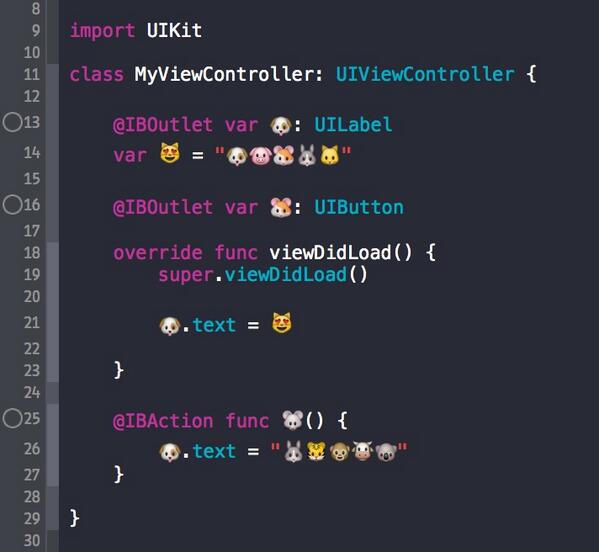 8
9 import UIKit
10
11 class MyViewController: UIViewController {
12
13 @IBOutlet var 🐶: UILabel
14 var 😻 = "🐶🐷🐹🐰🐱"
15
16 @IBOutlet var 🐹: UIButton
17
18 override func viewDidLoad() {
19 super.viewDidLoad()
20
21 🐶.text = 😻
22
23 }
24
25 @IBAction func 🐭() {
26 🐶.text = "🐰🐯🐵🐮🐨"
27 }
28
29 }
30